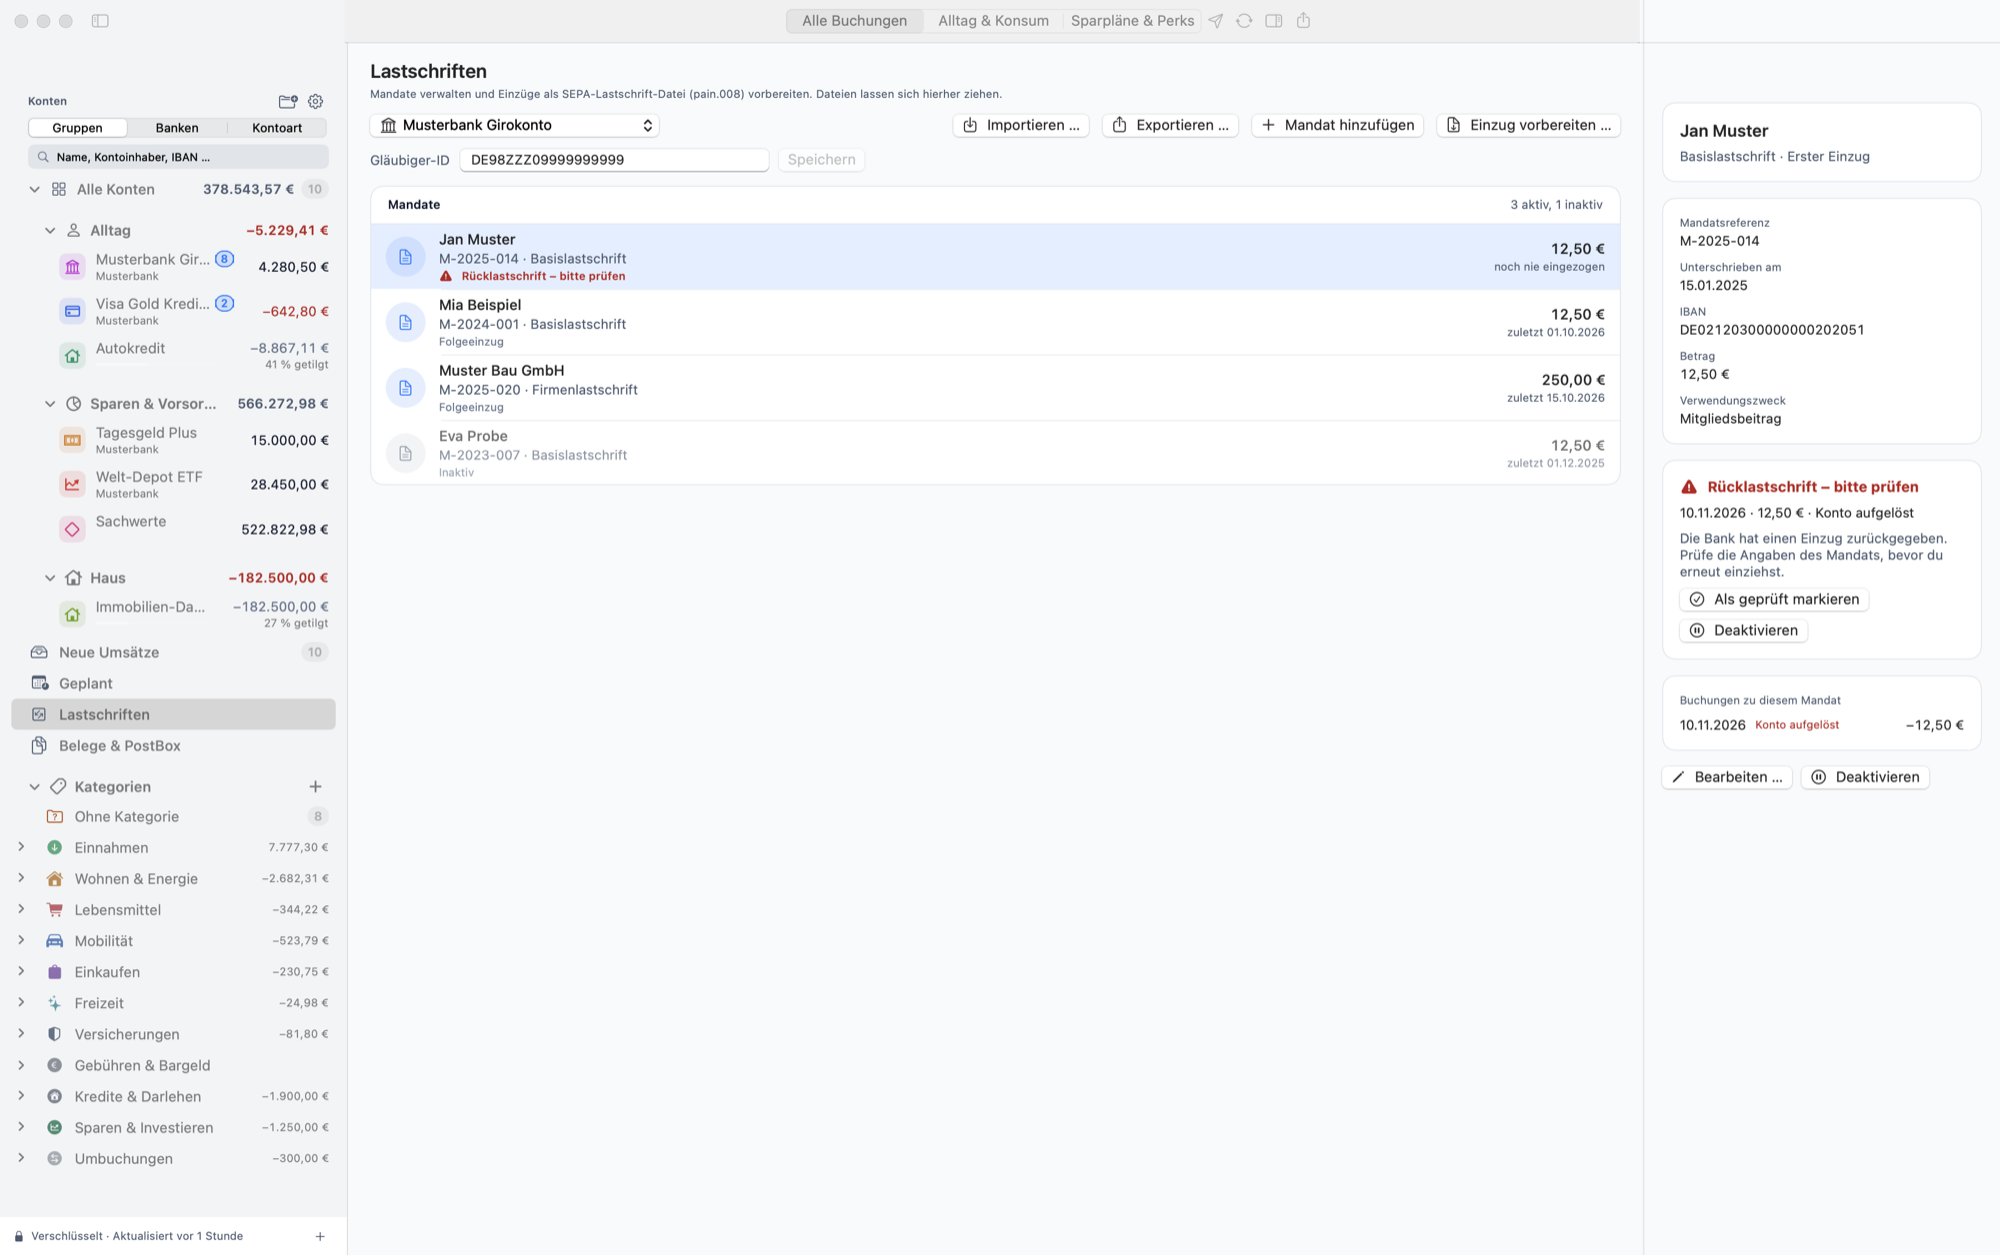 Alle Buchungen
Alltag & Konsum
Sparpläne & Perks
Konten
Gruppen
Banken
Kontoart
Name, Kontoinhaber, IBAN ...
Alle Konten 378.543,57 € 10
Alltag −5.229,41 €
Musterbank Gir... 8 4.280,50 €
Musterbank
Visa Gold Kredi... 2 −642,80 €
Musterbank
Autokredit −8.867,11 €
41 % getilgt
Sparen & Vorsor... 566.272,98 €
Tagesgeld Plus 15.000,00 €
Musterbank
Welt-Depot ETF 28.450,00 €
Musterbank
Sachwerte 522.822,98 €
Haus −182.500,00 €
Immobilien-Da... −182.500,00 €
27 % getilgt
Neue Umsätze 10
Geplant
Lastschriften
Belege & PostBox
Kategorien
Ohne Kategorie 8
Einnahmen 7.777,30 €
Wohnen & Energie −2.682,31 €
Lebensmittel −344,22 €
Mobilität −523,79 €
Einkaufen −230,75 €
Freizeit −24,98 €
Versicherungen −81,80 €
Gebühren & Bargeld
Kredite & Darlehen −1.900,00 €
Sparen & Investieren −1.250,00 €
Umbuchungen −300,00 €
Verschlüsselt · Aktualisiert vor 1 Stunde
Lastschriften
Mandate verwalten und Einzüge als SEPA-Lastschrift-Datei (pain.008) vorbereiten. Dateien lassen sich hierher ziehen.
Musterbank Girokonto
Importieren ...
Exportieren ...
Mandat hinzufügen
Einzug vorbereiten ...
Gläubiger-ID DE98ZZZ09999999999 Speichern
Mandate 3 aktiv, 1 inaktiv
Jan Muster
M-2025-014 · Basislastschrift
Rücklastschrift – bitte prüfen
12,50 €
noch nie eingezogen
Mia Beispiel
M-2024-001 · Basislastschrift
Folgeeinzug
12,50 €
zuletzt 01.10.2026
Muster Bau GmbH
M-2025-020 · Firmenlastschrift
Folgeeinzug
250,00 €
zuletzt 15.10.2026
Eva Probe
M-2023-007 · Basislastschrift
Inaktiv
12,50 €
zuletzt 01.12.2025
Jan Muster
Basislastschrift · Erster Einzug
Mandatsreferenz
M-2025-014
Unterschrieben am
15.01.2025
IBAN
DE02120300000000202051
Betrag
12,50 €
Verwendungszweck
Mitgliedsbeitrag
Rücklastschrift – bitte prüfen
10.11.2026 · 12,50 € · Konto aufgelöst
Die Bank hat einen Einzug zurückgegeben.
Prüfe die Angaben des Mandats, bevor du
erneut einziehst.
Als geprüft markieren
Deaktivieren
Buchungen zu diesem Mandat
10.11.2026 Konto aufgelöst −12,50 €
Bearbeiten ...
Deaktivieren